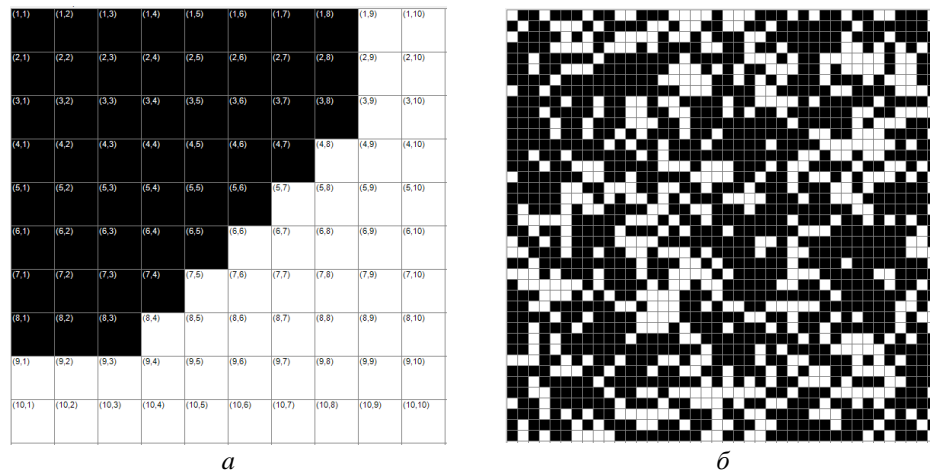 (1,1) (1,2) (1,3) (1,4) (1,5) (1,6) (1,7) (1,8) (1,9) (1,10)
(2,1) (2,2) (2,3) (2,4) (2,5) (2,6) (2,7) (2,8) (2,9) (2,10)
(3,1) (3,2) (3,3) (3,4) (3,5) (3,6) (3,7) (3,8) (3,9) (3,10)
(4,1) (4,2) (4,3) (4,4) (4,5) (4,6) (4,7) (4,8) (4,9) (4,10)
(5,1) (5,2) (5,3) (5,4) (5,5) (5,6) (5,7) (5,8) (5,9) (5,10)
(6,1) (6,2) (6,3) (6,4) (6,5) (6,6) (6,7) (6,8) (6,9) (6,10)
(7,1) (7,2) (7,3) (7,4) (7,5) (7,6) (7,7) (7,8) (7,9) (7,10)
(8,1) (8,2) (8,3) (8,4) (8,5) (8,6) (8,7) (8,8) (8,9) (8,10)
(9,1) (9,2) (9,3) (9,4) (9,5) (9,6) (9,7) (9,8) (9,9) (9,10)
(10,1) (10,2) (10,3) (10,4) (10,5) (10,6) (10,7) (10,8) (10,9) (10,10)
а б